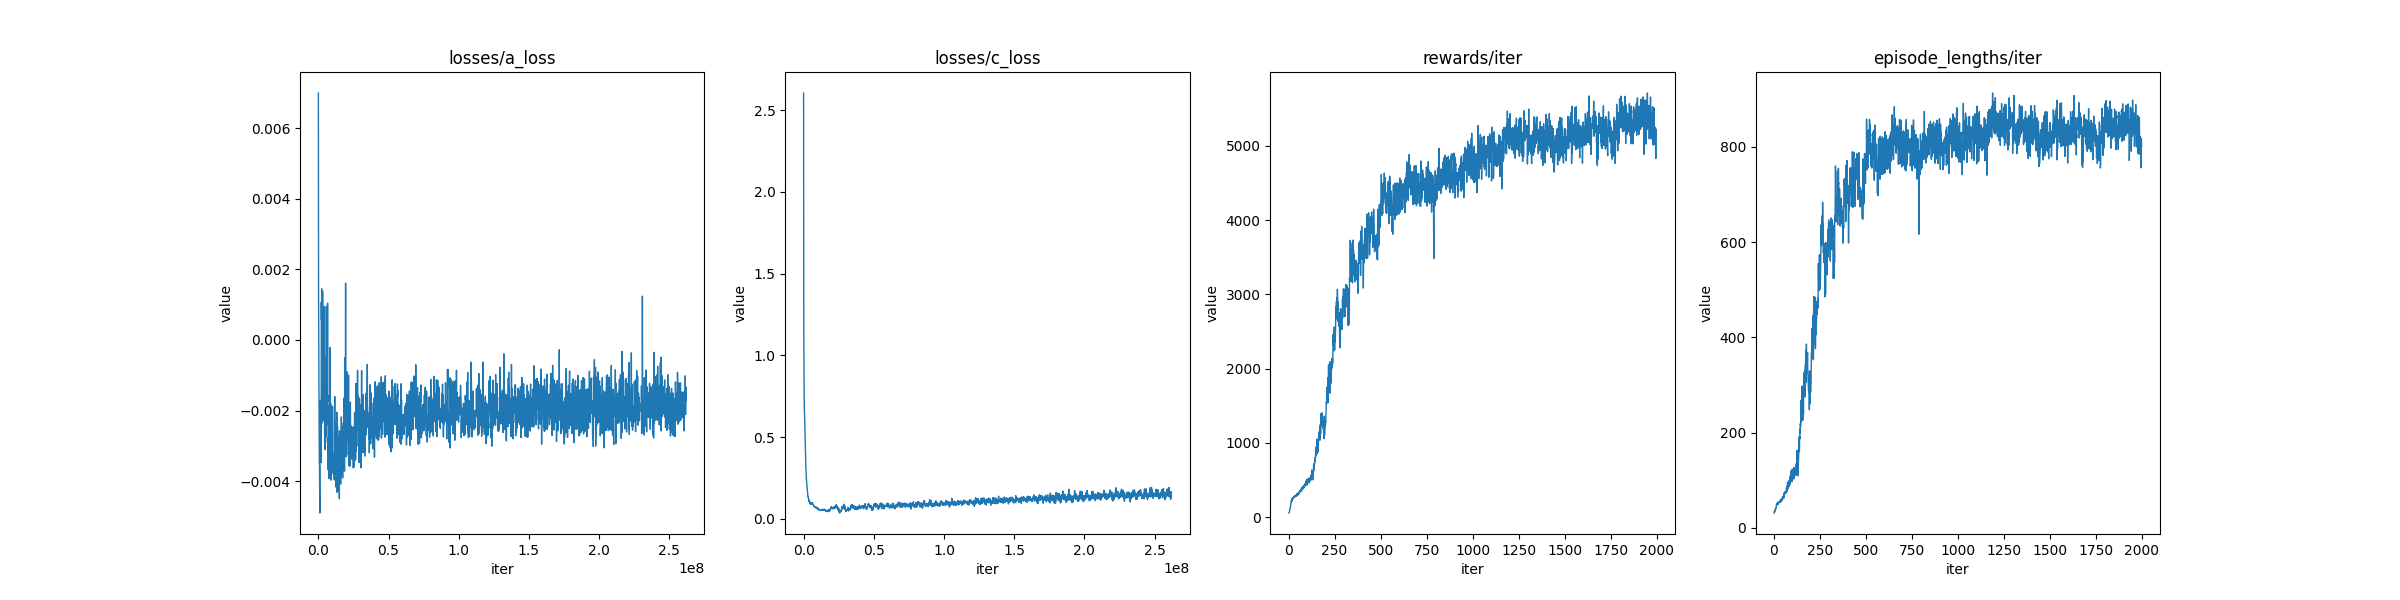 losses/a_loss
value
0.006
0.004
0.002
0.000
−0.002
−0.004
0.0 0.5 1.0 1.5 2.0 2.5
iter
1e8
losses/c_loss
value
2.5
2.0
1.5
1.0
0.5
0.0
0.0 0.5 1.0 1.5 2.0 2.5
iter
1e8
rewards/iter
value
5000
4000
3000
2000
1000
0
0 250 500 750 1000 1250 1500 1750 2000
iter
episode_lengths/iter
value
800
600
400
200
0
0 250 500 750 1000 1250 1500 1750 2000
iter